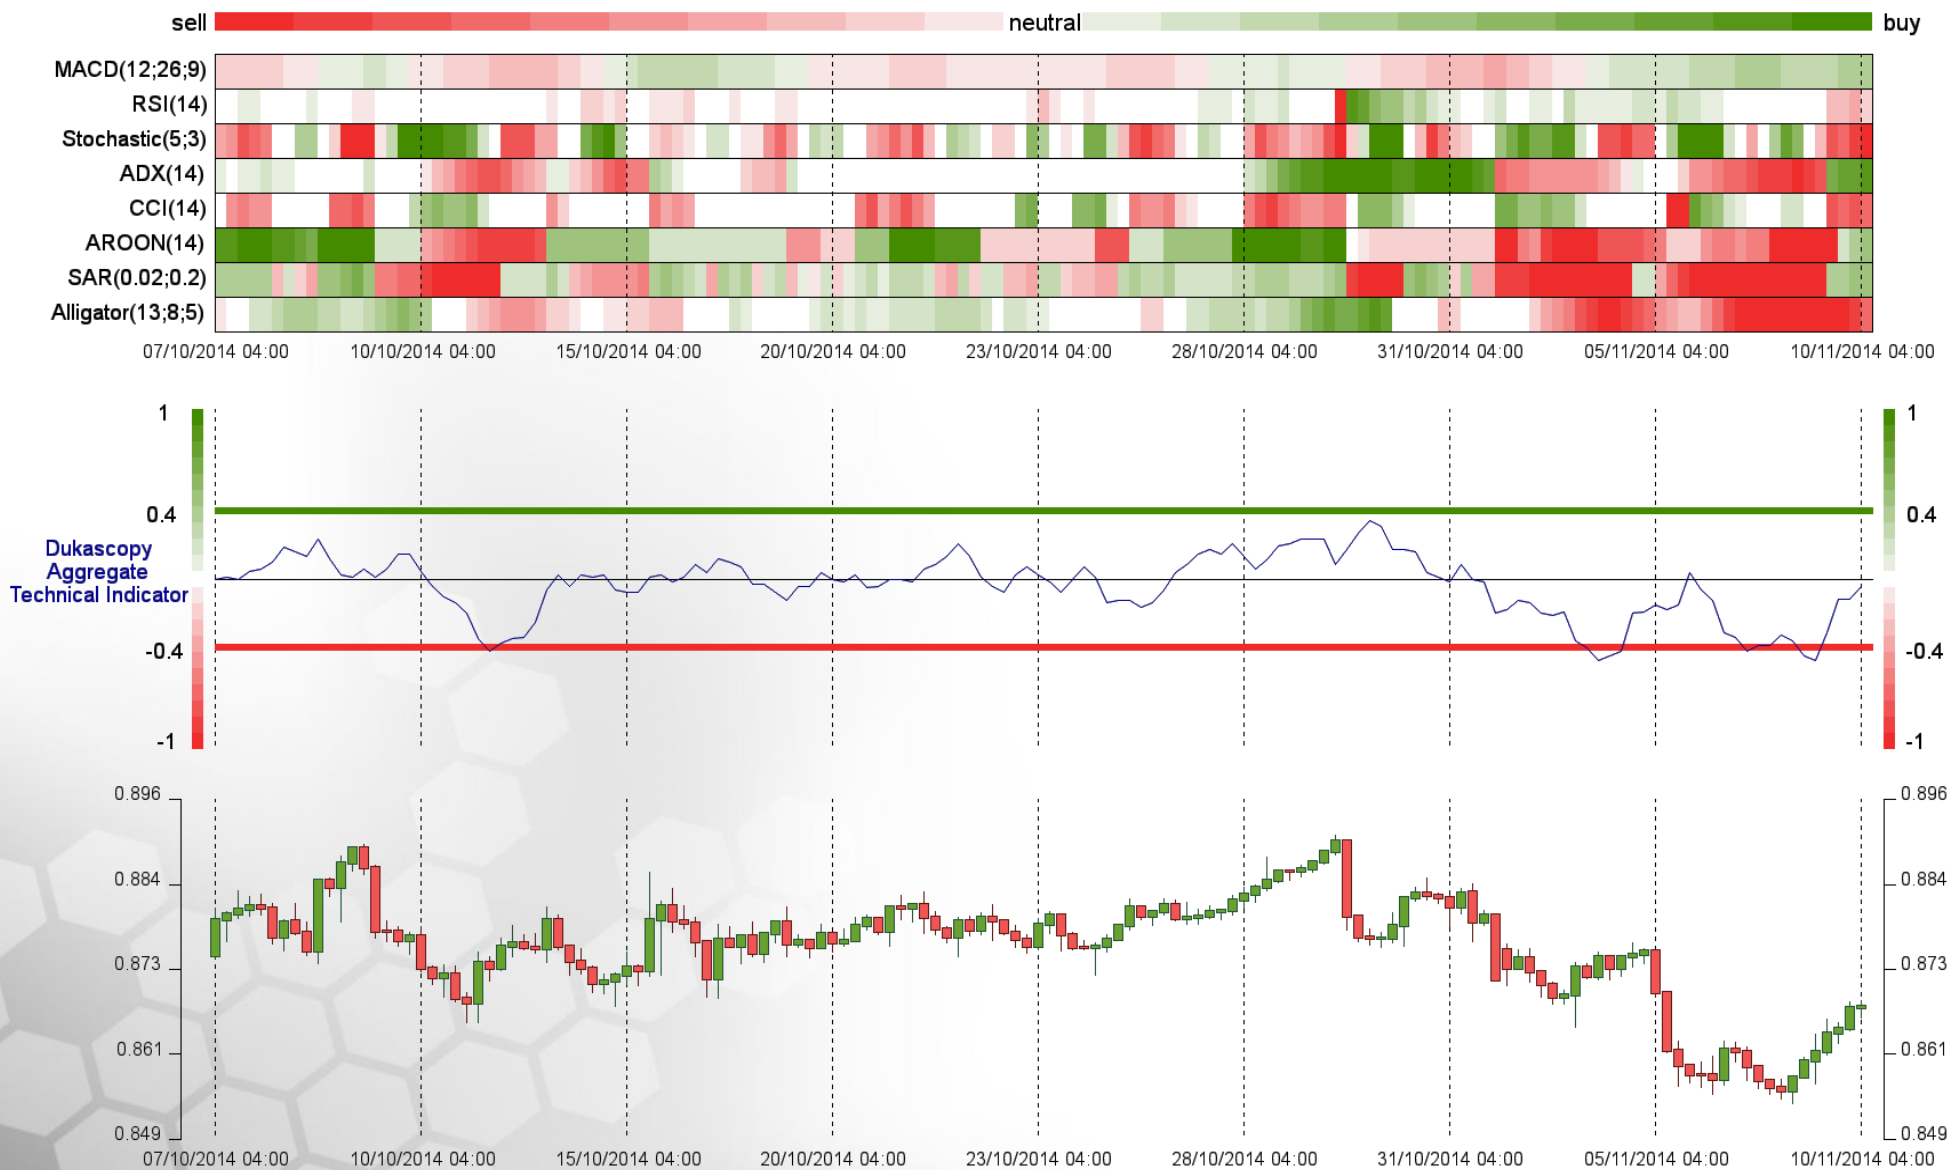 sell neutral buy
MACD(12;26;9)
RSI(14)
Stochastic(5;3)
ADX(14)
CCI(14)
AROON(14)
SAR(0.02;0.2)
Alligator(13;8;5)
07/10/2014 04:00 10/10/2014 04:00 15/10/2014 04:00 20/10/2014 04:00 23/10/2014 04:00 28/10/2014 04:00 31/10/2014 04:00 05/11/2014 04:00 10/11/2014 04:00
1 1
0.4 0.4
Dukascopy
Aggregate
Technical Indicator
-0.4 -0.4
-1 -1
0.896 0.896
0.884 0.884
0.873 0.873
0.861 0.861
0.849 0.849
07/10/2014 04:00 10/10/2014 04:00 15/10/2014 04:00 20/10/2014 04:00 23/10/2014 04:00 28/10/2014 04:00 31/10/2014 04:00 05/11/2014 04:00 10/11/2014 04:00